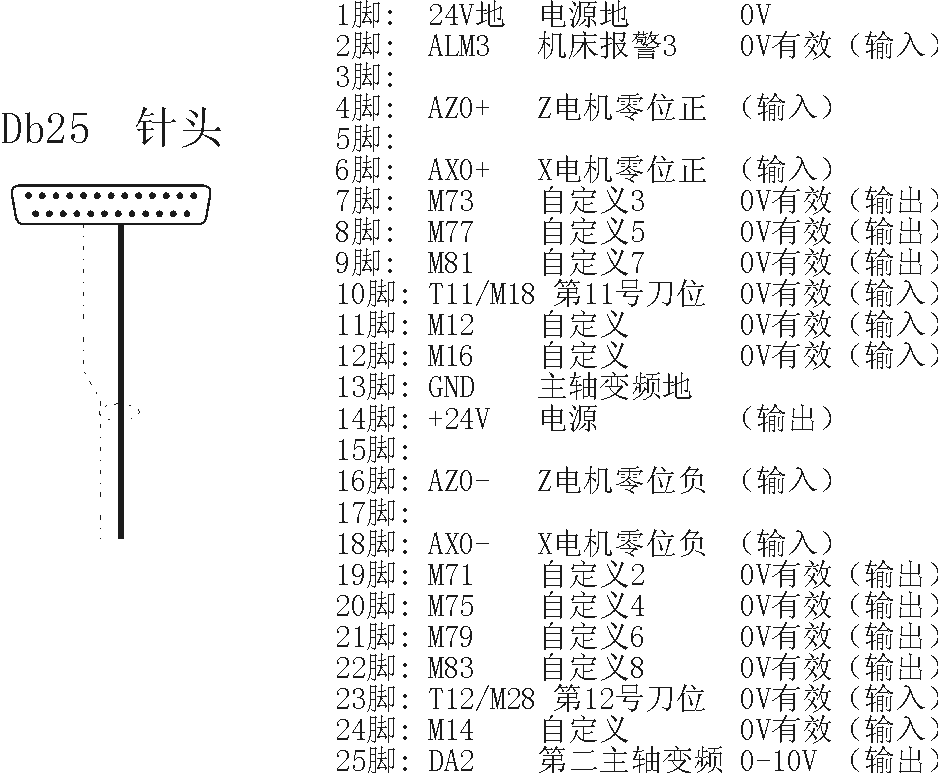 Db25 针头
1脚: 24V地 电源地 0V
2脚: ALM3 机床报警3 0V有效（输入）
3脚:
4脚: AZ0+ Z电机零位正 （输入）
5脚:
6脚: AX0+ X电机零位正 （输入）
7脚: M73 自定义3 0V有效（输出）
8脚: M77 自定义5 0V有效（输出）
9脚: M81 自定义7 0V有效（输出）
10脚: T11/M18 第11号刀位 0V有效（输入）
11脚: M12 自定义 0V有效（输入）
12脚: M16 自定义 0V有效（输入）
13脚: GND 主轴变频地
14脚: +24V 电源 （输出）
15脚:
16脚: AZ0- Z电机零位负 （输入）
17脚:
18脚: AX0- X电机零位负 （输入）
19脚: M71 自定义2 0V有效（输出）
20脚: M75 自定义4 0V有效（输出）
21脚: M79 自定义6 0V有效（输出）
22脚: M83 自定义8 0V有效（输出）
23脚: T12/M28 第12号刀位 0V有效（输入）
24脚: M14 自定义 0V有效（输入）
25脚: DA2 第二主轴变频 0-10V （输出）